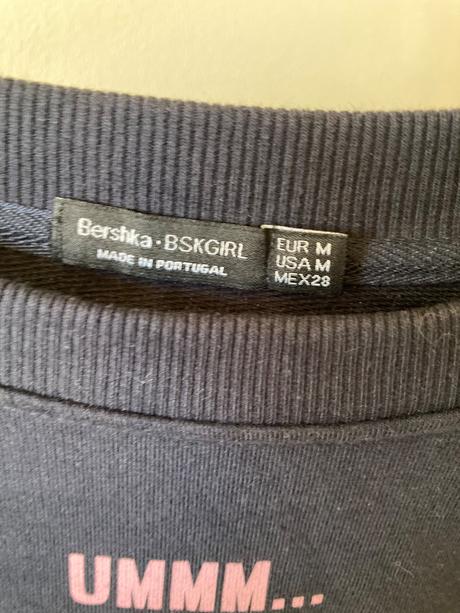 Bershka · BSKGIRL
MADE IN PORTUGAL
EUR M
USA M
MEX28
UMMM...